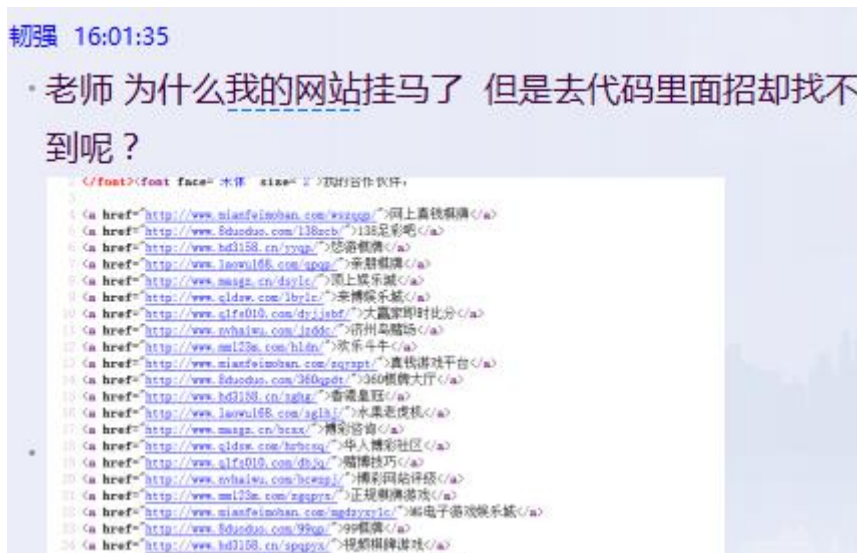 韧强 16:01:35
老师 为什么我的网站挂马了 但是去代码里面招却找不
到呢？
</font><font face="木体" size="2">我的合作伙伴：
<a href="http://www.mianfeimoban.com/wszqqp/">网上真钱棋牌</a>
<a href="http://www.8duoduo.com/138zcb/">138足彩吧</a>
<a href="http://www.hd3158.cn/yyqp/">悠游棋牌</a>
<a href="http://www.laowu168.com/qpqp/">亲朋棋牌</a>
<a href="http://www.masgz.cn/dsylc/">顶上娱乐城</a>
<a href="http://www.qldsw.com/lbylc/">来博娱乐城</a>
<a href="http://www.qlfs010.com/dyjjsbf/">大赢家即时比分</a>
<a href="http://www.nvhaiwu.com/jzddc/">济州岛赌场</a>
<a href="http://www.mm123m.com/hldn/">欢乐斗牛</a>
<a href="http://www.mianfeimoban.com/zqyxpt/">真钱游戏平台</a>
<a href="http://www.8duoduo.com/360qpdt/">360棋牌大厅</a>
<a href="http://www.hd3158.cn/xghg/">香港皇冠</a>
<a href="http://www.laowu168.com/sglhj/">水果老虎机</a>
<a href="http://www.masgz.cn/bczx/">博彩咨询</a>
<a href="http://www.qldsw.com/hrbcsq/">华人博彩社区</a>
<a href="http://www.qlfs010.com/dbjq/">赌博技巧</a>
<a href="http://www.nvhaiwu.com/bcwzpj/">博彩网站评级</a>
<a href="http://www.mm123m.com/zgqpyx/">正规棋牌游戏</a>
<a href="http://www.mianfeimoban.com/mgdzyxylc/">MG电子游戏娱乐城</a>
<a href="http://www.8duoduo.com/99qp/">99棋牌</a>
<a href="http://www.hd3158.cn/spqpyx/">视频棋牌游戏</a>